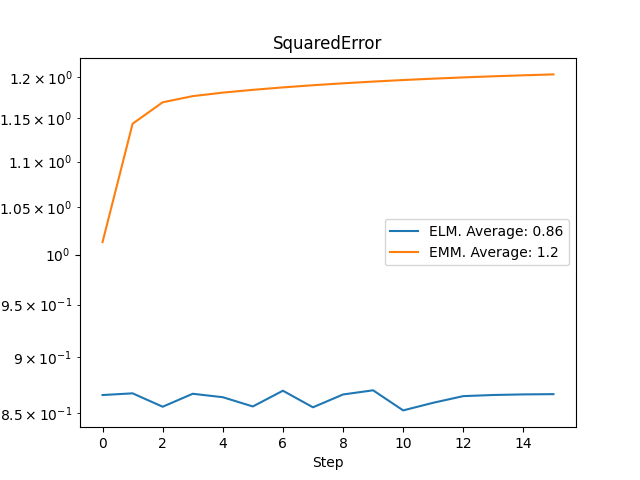 SquaredError
1.2 × 10⁰
1.15 × 10⁰
1.1 × 10⁰
1.05 × 10⁰
10⁰
9.5 × 10⁻¹
9 × 10⁻¹
8.5 × 10⁻¹
ELM. Average: 0.86
EMM. Average: 1.2
0 2 4 6 8 10 12 14
Step